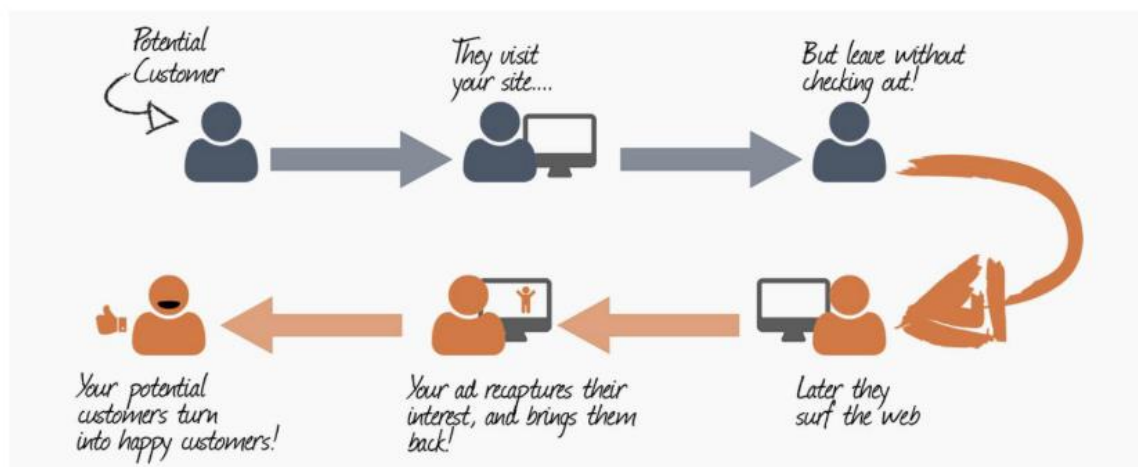 Potential
Customer
They visit
your site....
But leave without
checking out!
Later they
surf the web
Your ad recaptures their
interest, and brings them
back!
Your potential
customers turn
into happy customers!